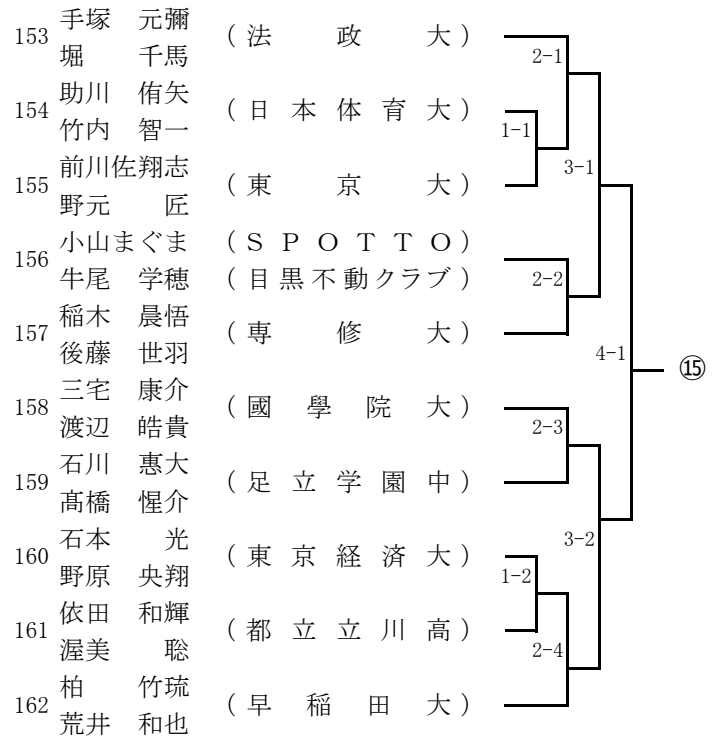 153 手塚 元彌 (法政大)
堀 千馬
2-1
154 助川 侑矢 (日本体育大)
竹内 智一
1-1
155 前川佐翔志 (東京大)
野元 匠
3-1
156 小山まぐま (SPOTTO)
牛尾 学穂 (目黒不動クラブ)
2-2
157 稲木 晨悟 (専修大)
後藤 世羽
4-1
⑮
158 三宅 康介 (國學院大)
渡辺 皓貴
2-3
159 石川 惠大 (足立学園中)
髙橋 惺介
3-2
160 石本 光 (東京経済大)
野原 央翔
1-2
161 依田 和輝 (都立立川高)
渥美 聡
2-4
162 柏 竹琉 (早稲田大)
荒井 和也